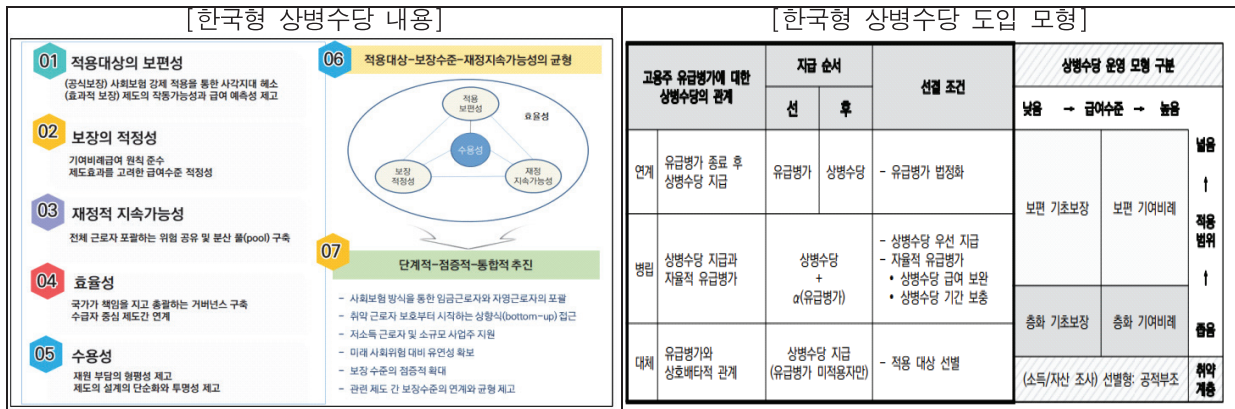 [한국형 상병수당 내용]
01 적용대상의 보편성
(공식보장) 사회보험 강제 적용을 통한 사각지대 해소
(효과적 보장) 제도의 작동가능성과 급여 예측성 제고
02 보장의 적정성
기여비례급여 원칙 준수
제도효과를 고려한 급여수준 적정성
03 재정적 지속가능성
전체 근로자 포괄하는 위험 공유 및 분산 풀(pool) 구축
04 효율성
국가가 책임을 지고 총괄하는 거버넌스 구축
수급자 중심 제도간 연계
05 수용성
재원 부담의 형평성 제고
제도의 설계의 단순화와 투명성 제고
06 적용대상-보장수준-재정지속가능성의 균형
적용
보편성
효율성
수용성
보장
적정성
재정
지속가능성
07 단계적-점증적-통합적 추진
- 사회보험 방식을 통한 임금근로자와 자영근로자의 포괄
- 취약 근로자 보호부터 시작하는 상향식(bottom-up) 접근
- 저소득 근로자 및 소규모 사업주 지원
- 미래 사회위험 대비 유연성 확보
- 보장 수준의 점증적 확대
- 관련 제도 간 보장수준의 연계와 균형 제고
[한국형 상병수당 도입 모형]
고용주 유급병가에 대한
상병수당의 관계
지급 순서
선 후
선결 조건
상병수당 운영 모형 구분
낮음 → 급여수준 → 높음
연계
유급병가 종료 후
상병수당 지급
유급병가 상병수당
- 유급병가 법정화
병립
상병수당 지급과
자율적 유급병가
상병수당
+
α(유급병가)
- 상병수당 우선 지급
- 자율적 유급병가
• 상병수당 급여 보완
• 상병수당 기간 보충
대체
유급병가와
상호배타적 관계
상병수당 지급
(유급병가 미적용자만)
- 적용 대상 선별
보편 기초보장 보편 기여비례
층화 기초보장 층화 기여비례
(소득/자산 조사) 선별형: 공적부조
넓음
↑
적용
범위
↑
좁음
취약
계층